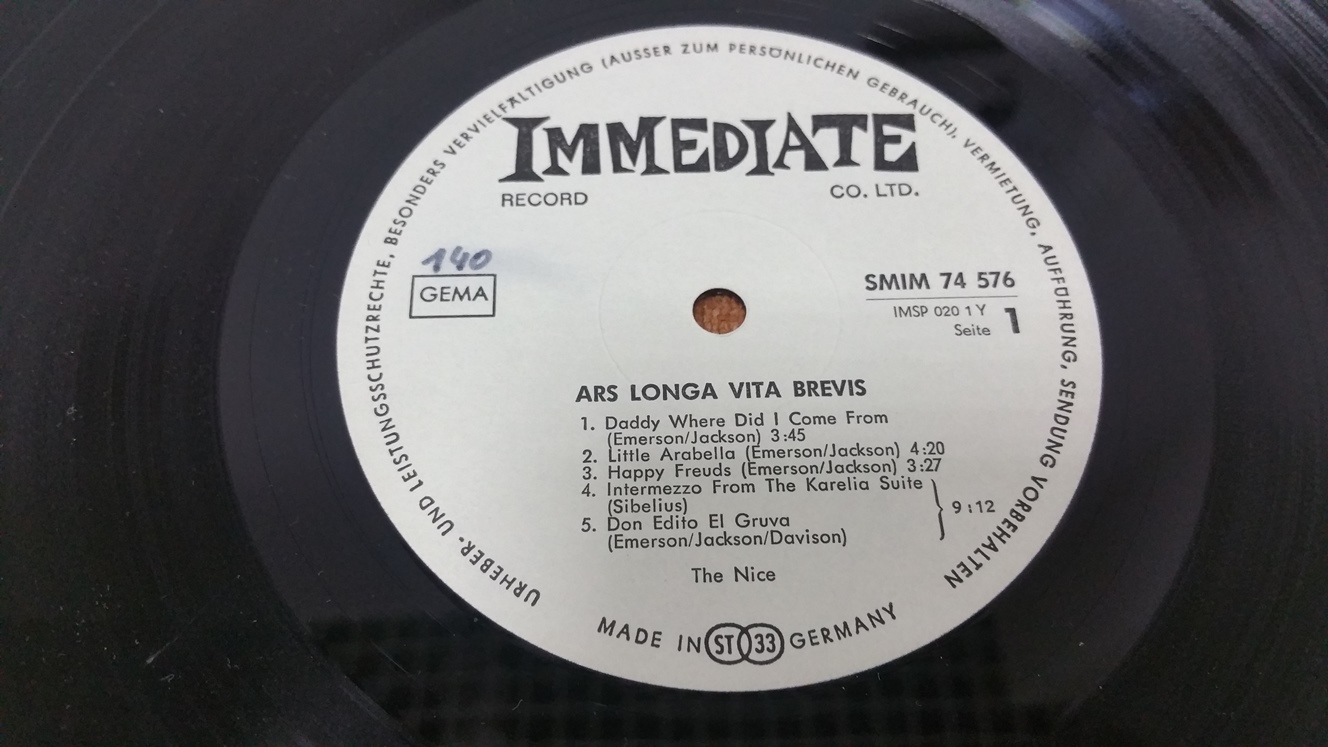 URHEBER- UND LEISTUNGSSCHUTZRECHTE, BESONDERS VERVIELFÄLTIGUNG (AUSSER ZUM PERSÖNLICHEN GEBRAUCH), VERMIETUNG, AUFFÜHRUNG, SENDUNG VORBEHALTEN
IMMEDIATE
RECORD CO. LTD.
140
GEMA
SMIM 74 576
IMSP 020 1 Y
Seite 1
ARS LONGA VITA BREVIS
1. Daddy Where Did I Come From
(Emerson/Jackson) 3:45
2. Little Arabella (Emerson/Jackson) 4:20
3. Happy Freuds (Emerson/Jackson) 3:27
4. Intermezzo From The Karelia Suite
(Sibelius)
9:12
5. Don Edito El Gruva
(Emerson/Jackson/Davison)
The Nice
MADE IN ST 33 GERMANY